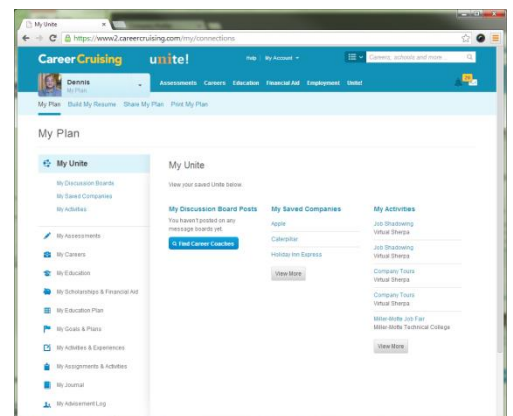 My Unite
https://www2.careercruising.com/my/connections
Career Cruising unite! Help My Account Careers, schools and more
Dennis
My Plan
Assessments Careers Education Financial Aid Employment Unite!
My Plan Build My Resume Share My Plan Print My Plan
My Plan
My Unite
My Discussion Boards
My Saved Companies
My Activities
My Assessments
My Careers
My Education
My Scholarships & Financial Aid
My Education Plan
My Goals & Plans
My Activities & Experiences
My Assignments & Activities
My Journal
My Advisement Log
My Unite
View your saved Unite below.
My Discussion Board Posts
You haven't posted on any
message boards yet.
Find Career Coaches
My Saved Companies
Apple
Caterpillar
Holiday Inn Express
View More
My Activities
Job Shadowing
Virtual Sherpa
Job Shadowing
Virtual Sherpa
Company Tours
Virtual Sherpa
Company Tours
Virtual Sherpa
Miller-Motte Job Fair
Miller-Motte Technical College
View More